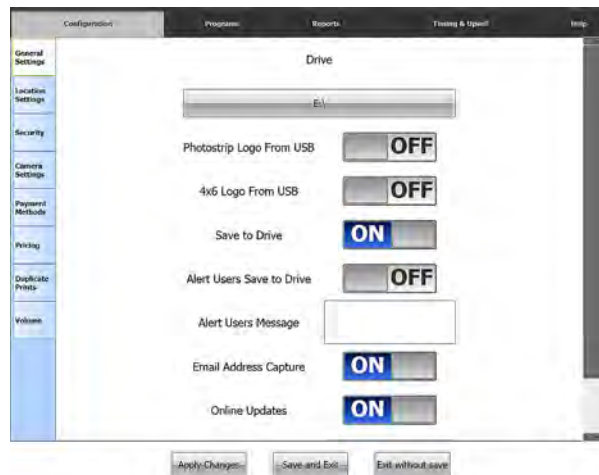 Configuration Programs Reports Timing & Upsell Help
General
Settings
Location
Settings
Security
Camera
Settings
Payment
Methods
Pricing
Duplicate
Prints
Volume
Drive
E:\
Photostrip Logo From USB OFF
4x6 Logo From USB OFF
Save to Drive ON
Alert Users Save to Drive OFF
Alert Users Message
Email Address Capture ON
Online Updates ON
Apply Changes Save and Exit Exit without save